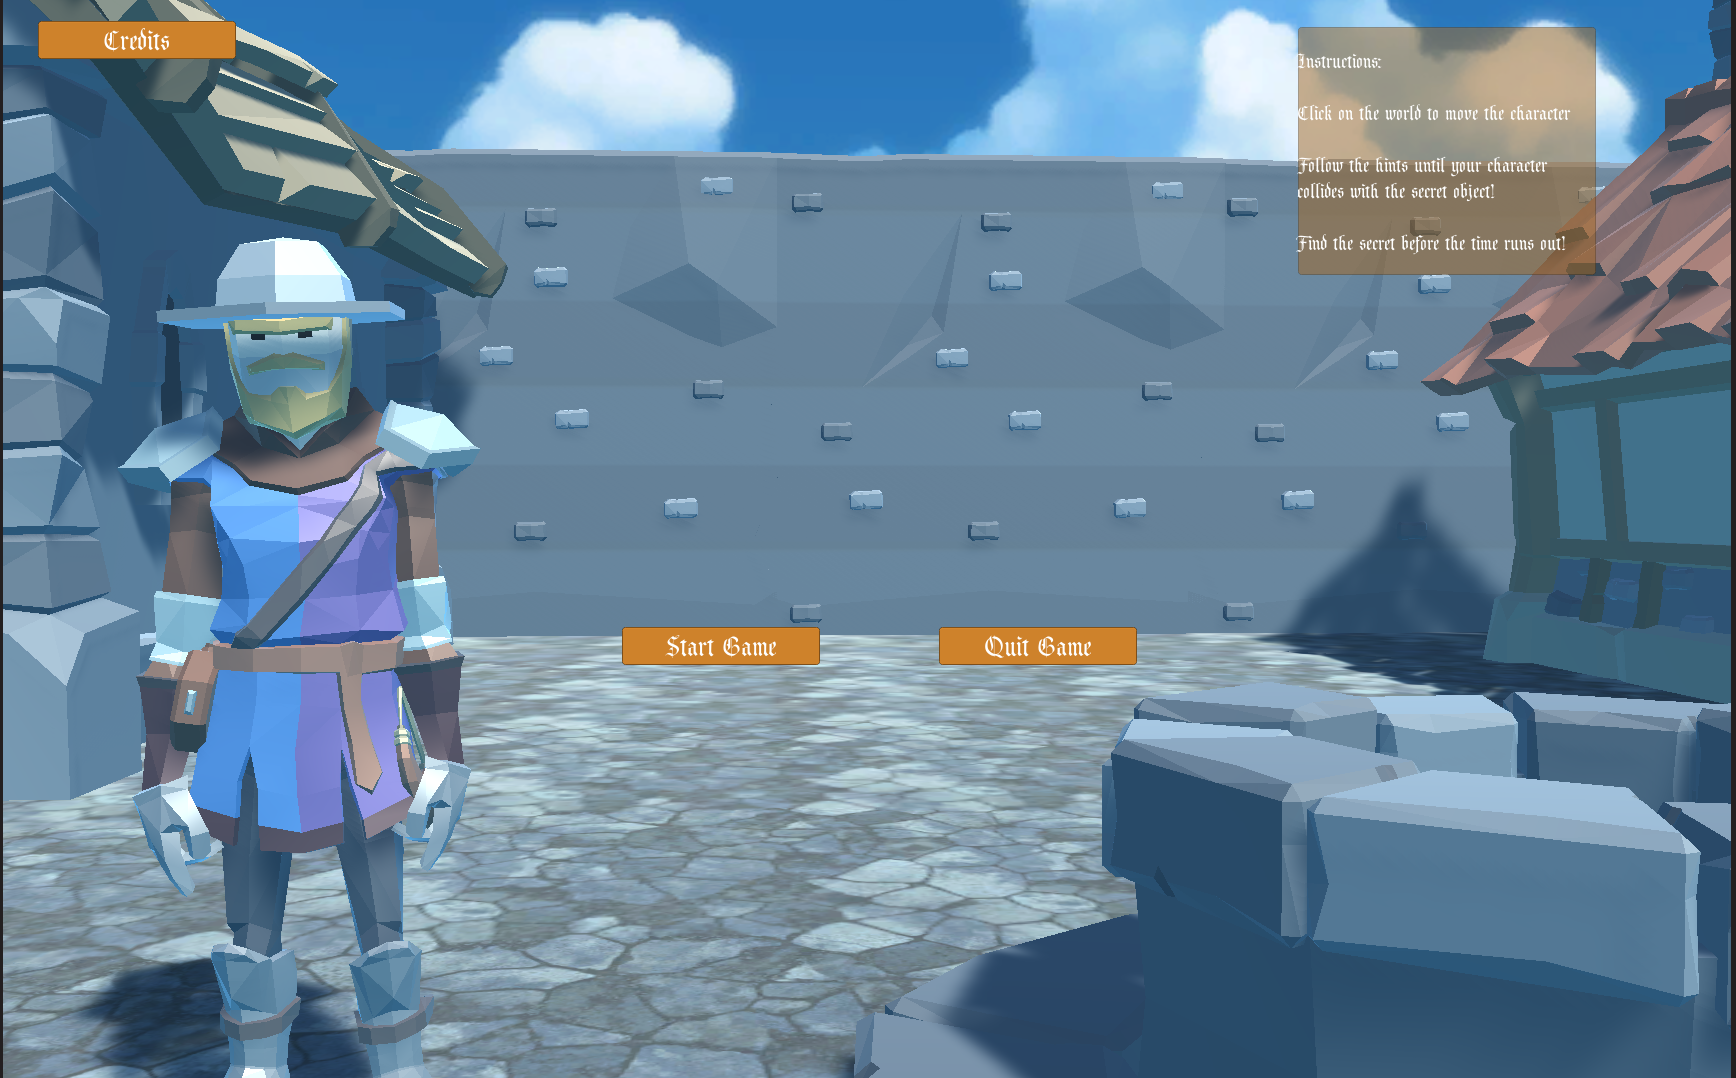 Credits
Instructions:
Click on the world to move the character
Follow the hints until your character
collides with the secret object!
Find the secret before the time runs out!
Start Game
Quit Game